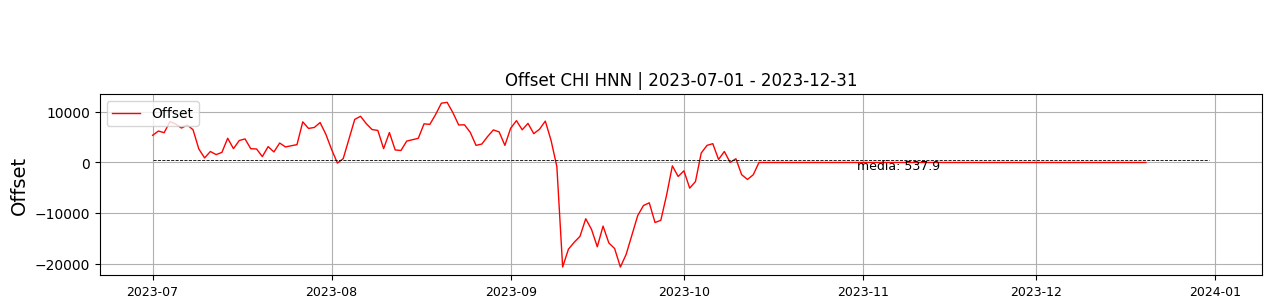 Offset CHI HNN | 2023-07-01 - 2023-12-31
Offset
Offset
10000
0
−10000
−20000
media: 537.9
2023-07
2023-08
2023-09
2023-10
2023-11
2023-12
2024-01